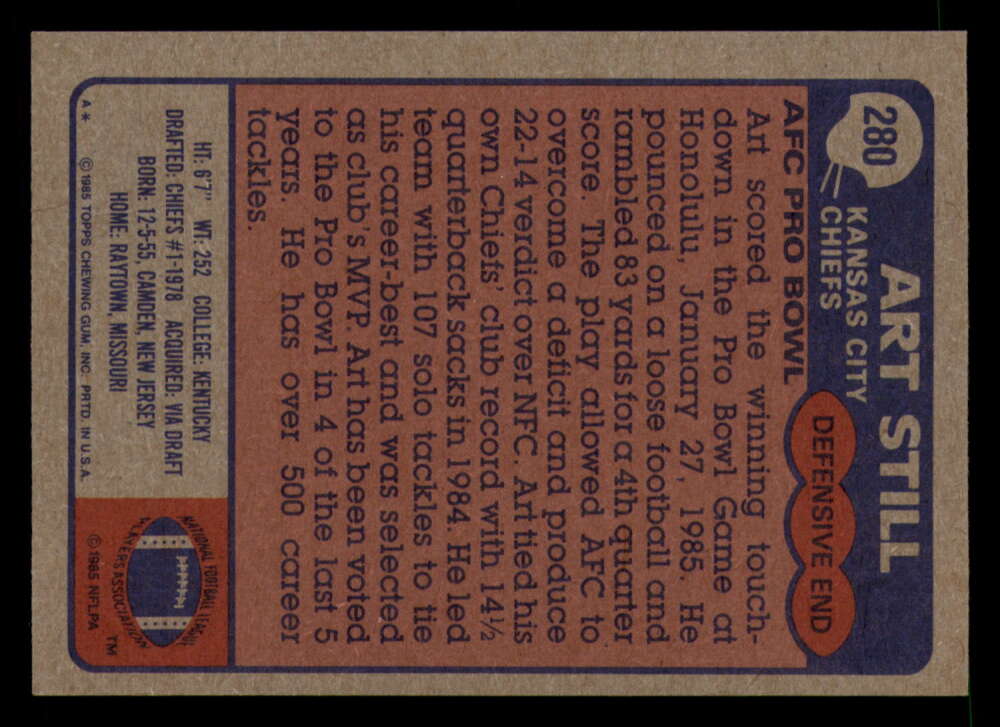 280
ART STILL
KANSAS CITY
CHIEFS
DEFENSIVE END
AFC PRO BOWL
Art scored the winning touch-
down in the Pro Bowl Game at
Honolulu, January 27, 1985. He
pounced on a loose football and
rambled 83 yards for a 4th quarter
score. The play allowed AFC to
overcome a deficit and produce
22-14 verdict over NFC. Art tied his
own Chiefs' club record with 14½
quarterback sacks in 1984. He led
team with 107 solo tackles to tie
his career-best and was selected
as club's MVP. Art has been voted
to the Pro Bowl in 4 of the last 5
years. He has over 500 career
tackles.
HT: 6'7" WT: 252 COLLEGE: KENTUCKY
DRAFTED: CHIEFS #1-1978 ACQUIRED: VIA DRAFT
BORN: 12-5-55, CAMDEN, NEW JERSEY
HOME: RAYTOWN, MISSOURI
A* © 1985 TOPPS CHEWING GUM, INC. PRTD. IN U.S.A.
NATIONAL FOOTBALL LEAGUE
PLAYERS ASSOCIATION
TM
© 1985 NFLPA